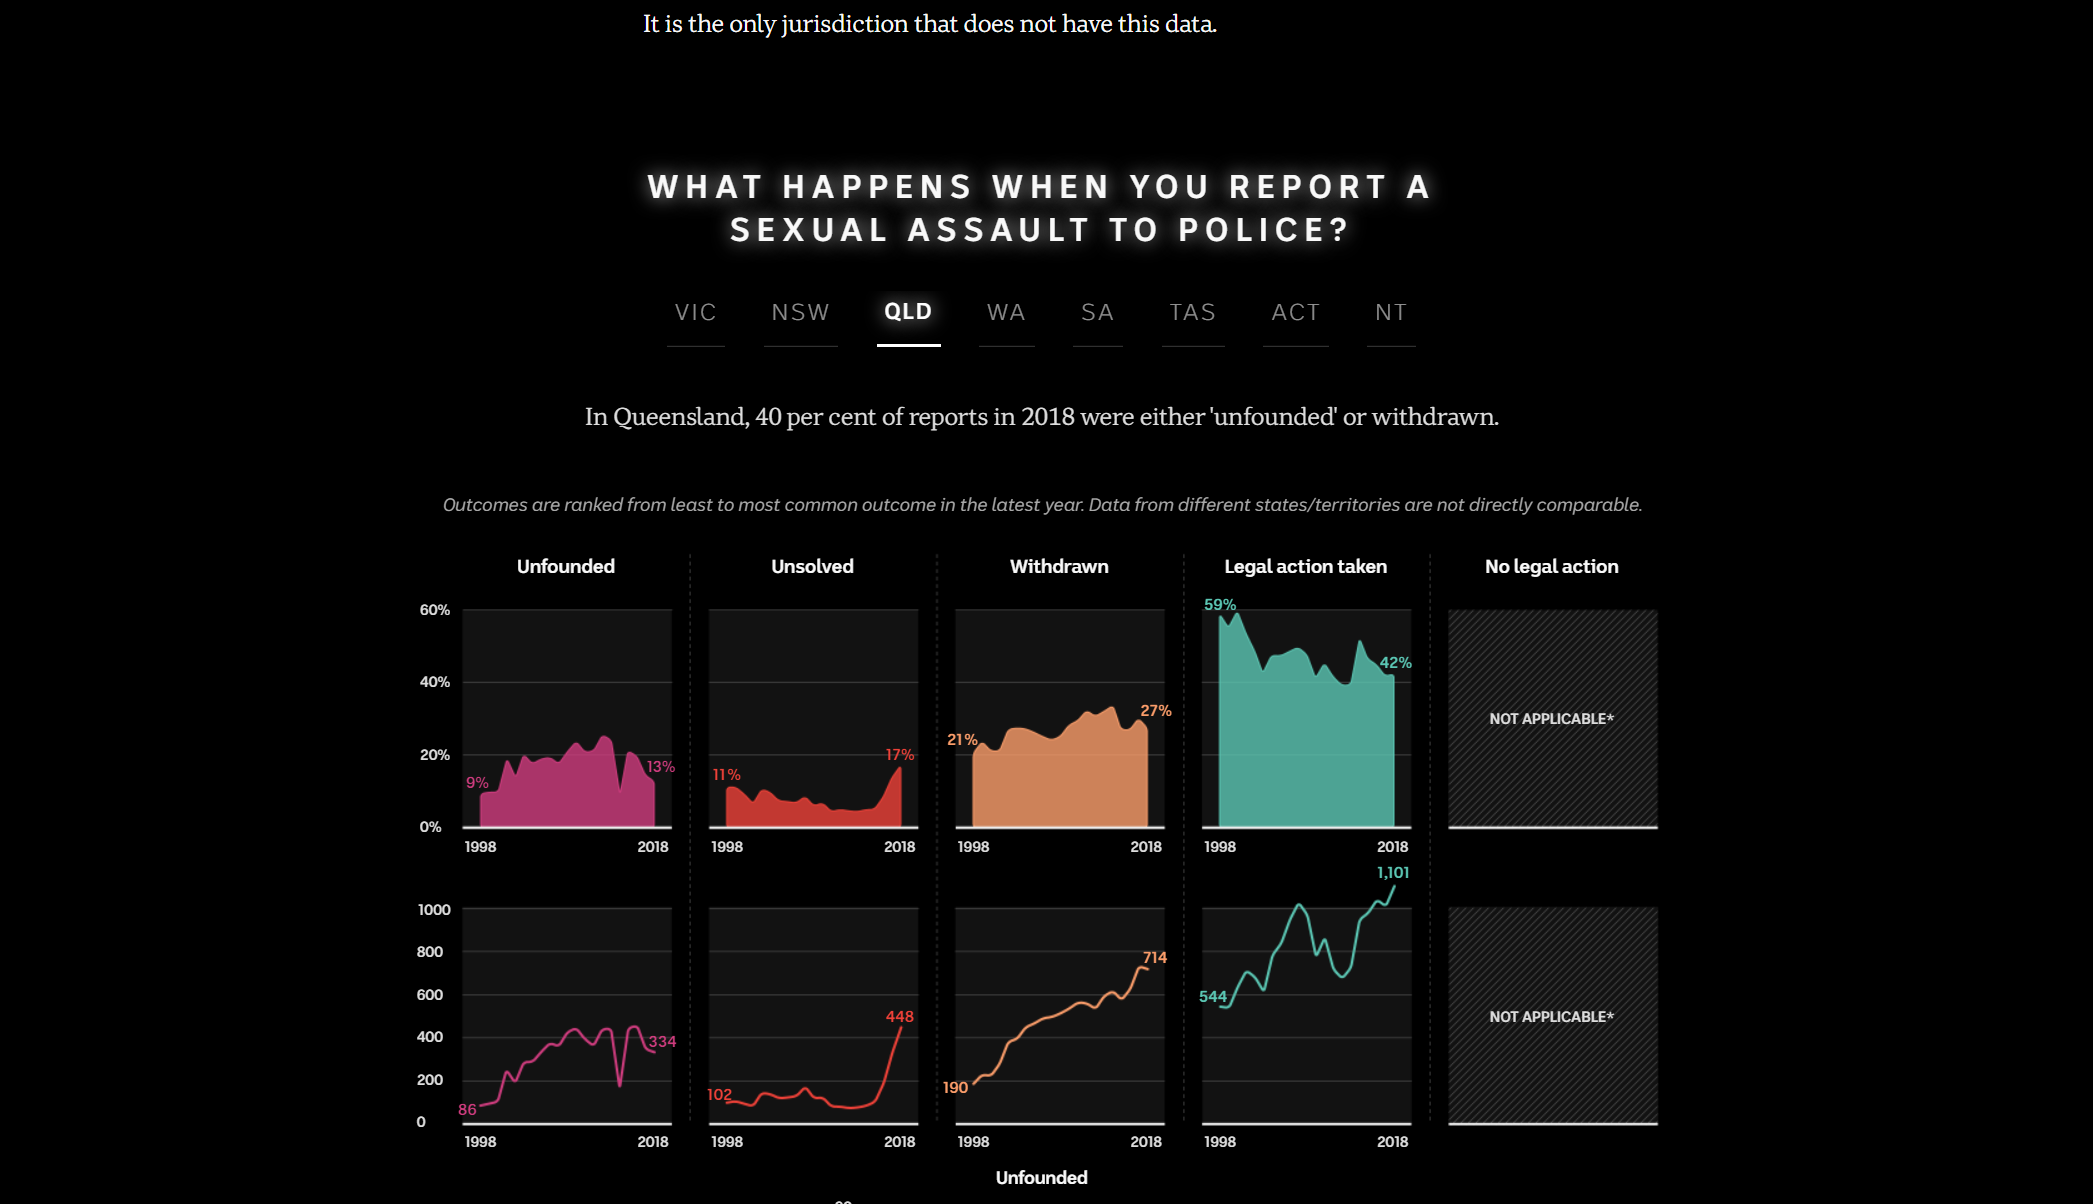 It is the only jurisdiction that does not have this data.
WHAT HAPPENS WHEN YOU REPORT A
SEXUAL ASSAULT TO POLICE?
VIC NSW QLD WA SA TAS ACT NT
In Queensland, 40 per cent of reports in 2018 were either 'unfounded' or withdrawn.
Outcomes are ranked from least to most common outcome in the latest year. Data from different states/territories are not directly comparable.
Unfounded Unsolved Withdrawn Legal action taken No legal action
60%
40%
20%
0%
9% 13%
11% 17%
21% 27%
59% 42%
NOT APPLICABLE*
1998 2018 1998 2018 1998 2018 1998 2018
1000
800
600
400
200
0
86 334
102 448
190 714
544 1,101
NOT APPLICABLE*
1998 2018 1998 2018 1998 2018 1998 2018
Unfounded